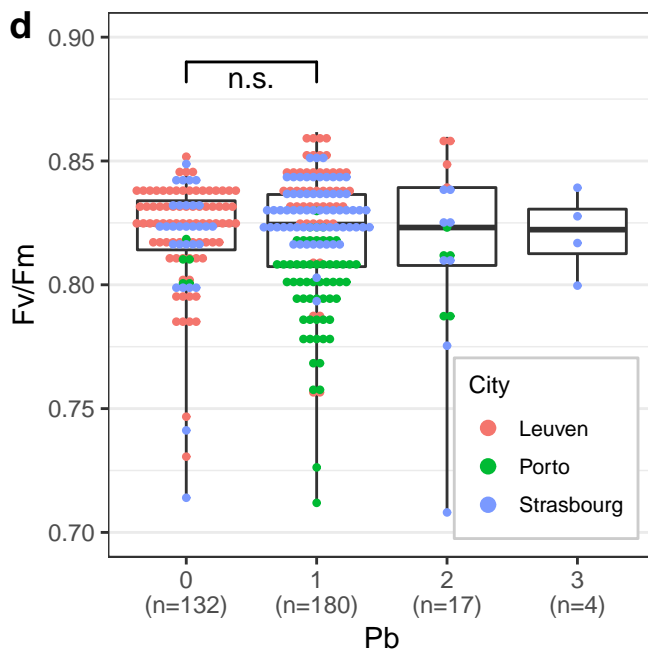 d
0.90
n.s.
0.85
Fv/Fm
0.80
0.75
City
Leuven
Porto
Strasbourg
0.70
0 1 2 3
(n=132) (n=180) (n=17) (n=4)
Pb